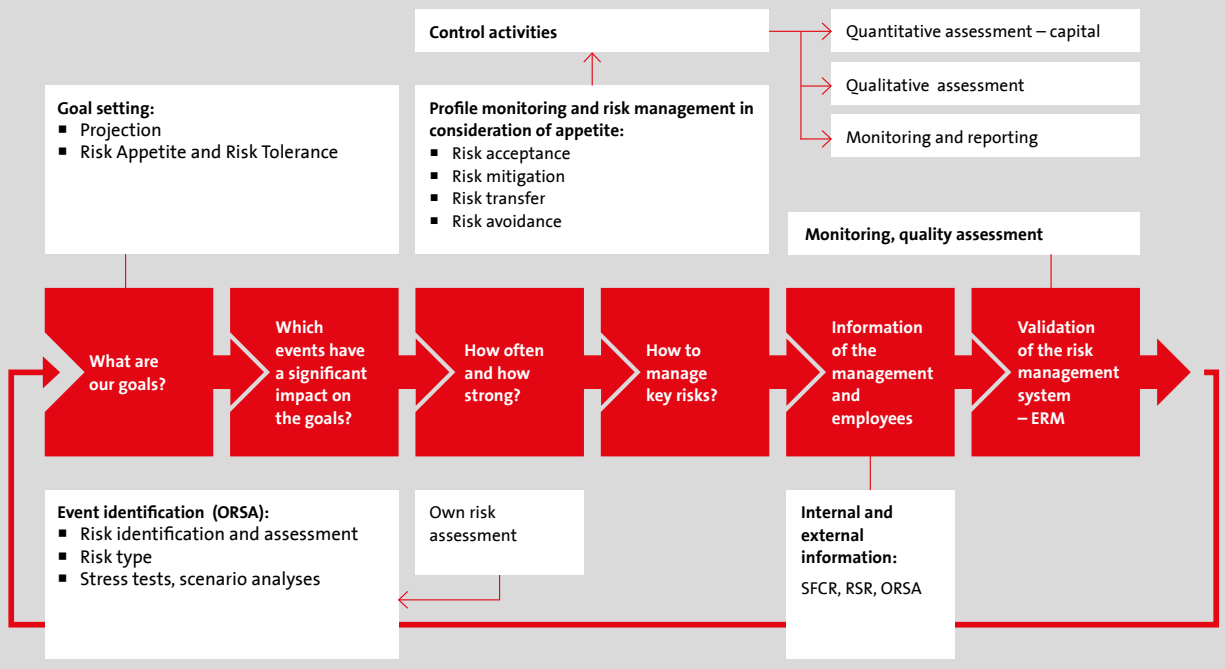 Control activities
Quantitative assessment – capital
Qualitative assessment
Monitoring and reporting
Goal setting:
■ Projection
■ Risk Appetite and Risk Tolerance
Profile monitoring and risk management in
consideration of appetite:
■ Risk acceptance
■ Risk mitigation
■ Risk transfer
■ Risk avoidance
Monitoring, quality assessment
What are
our goals?
Which
events have
a significant
impact on
the goals?
How often
and how
strong?
How to
manage
key risks?
Information
of the
management
and
employees
Validation
of the risk
management
system
– ERM
Event identification (ORSA):
■ Risk identification and assessment
■ Risk type
■ Stress tests, scenario analyses
Own risk
assessment
Internal and
external
information:
SFCR, RSR, ORSA